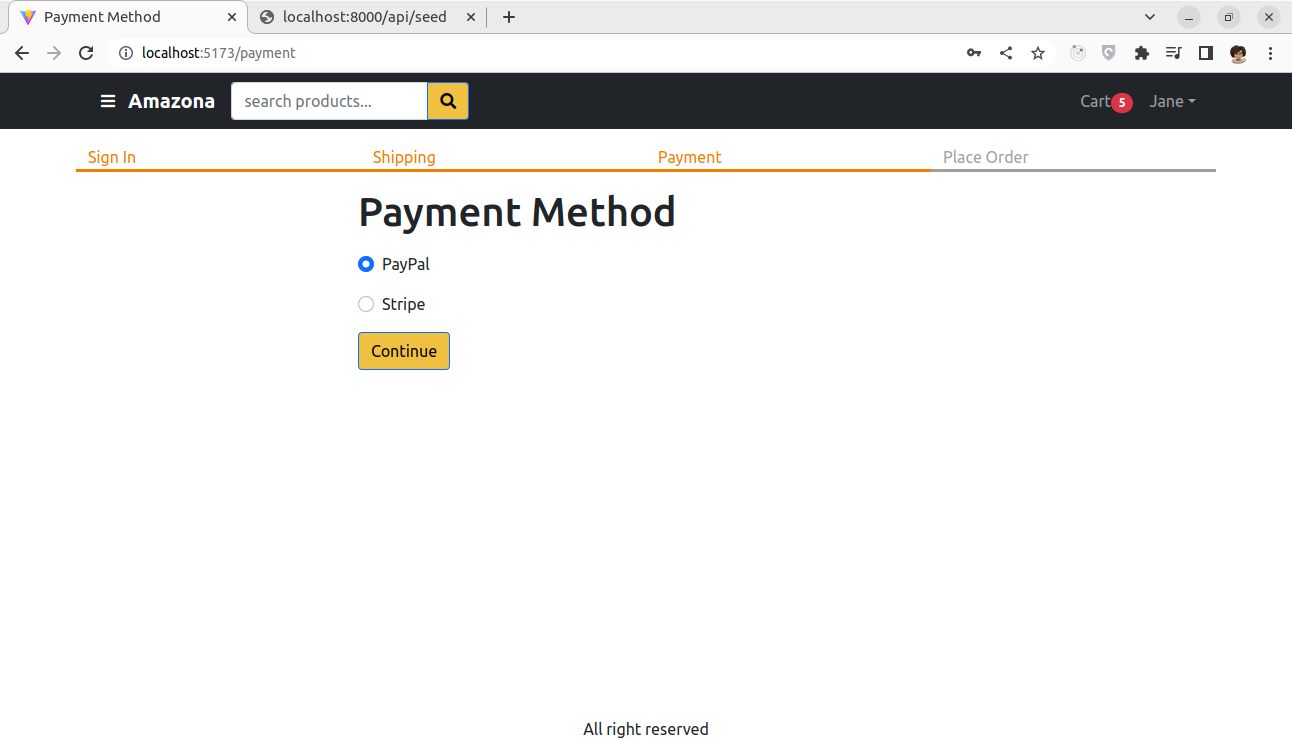 Payment Method
localhost:8000/api/seed
localhost:5173/payment
Amazona
search products...
Cart 5
Jane
Sign In
Shipping
Payment
Place Order
Payment Method
PayPal
Stripe
Continue
All right reserved